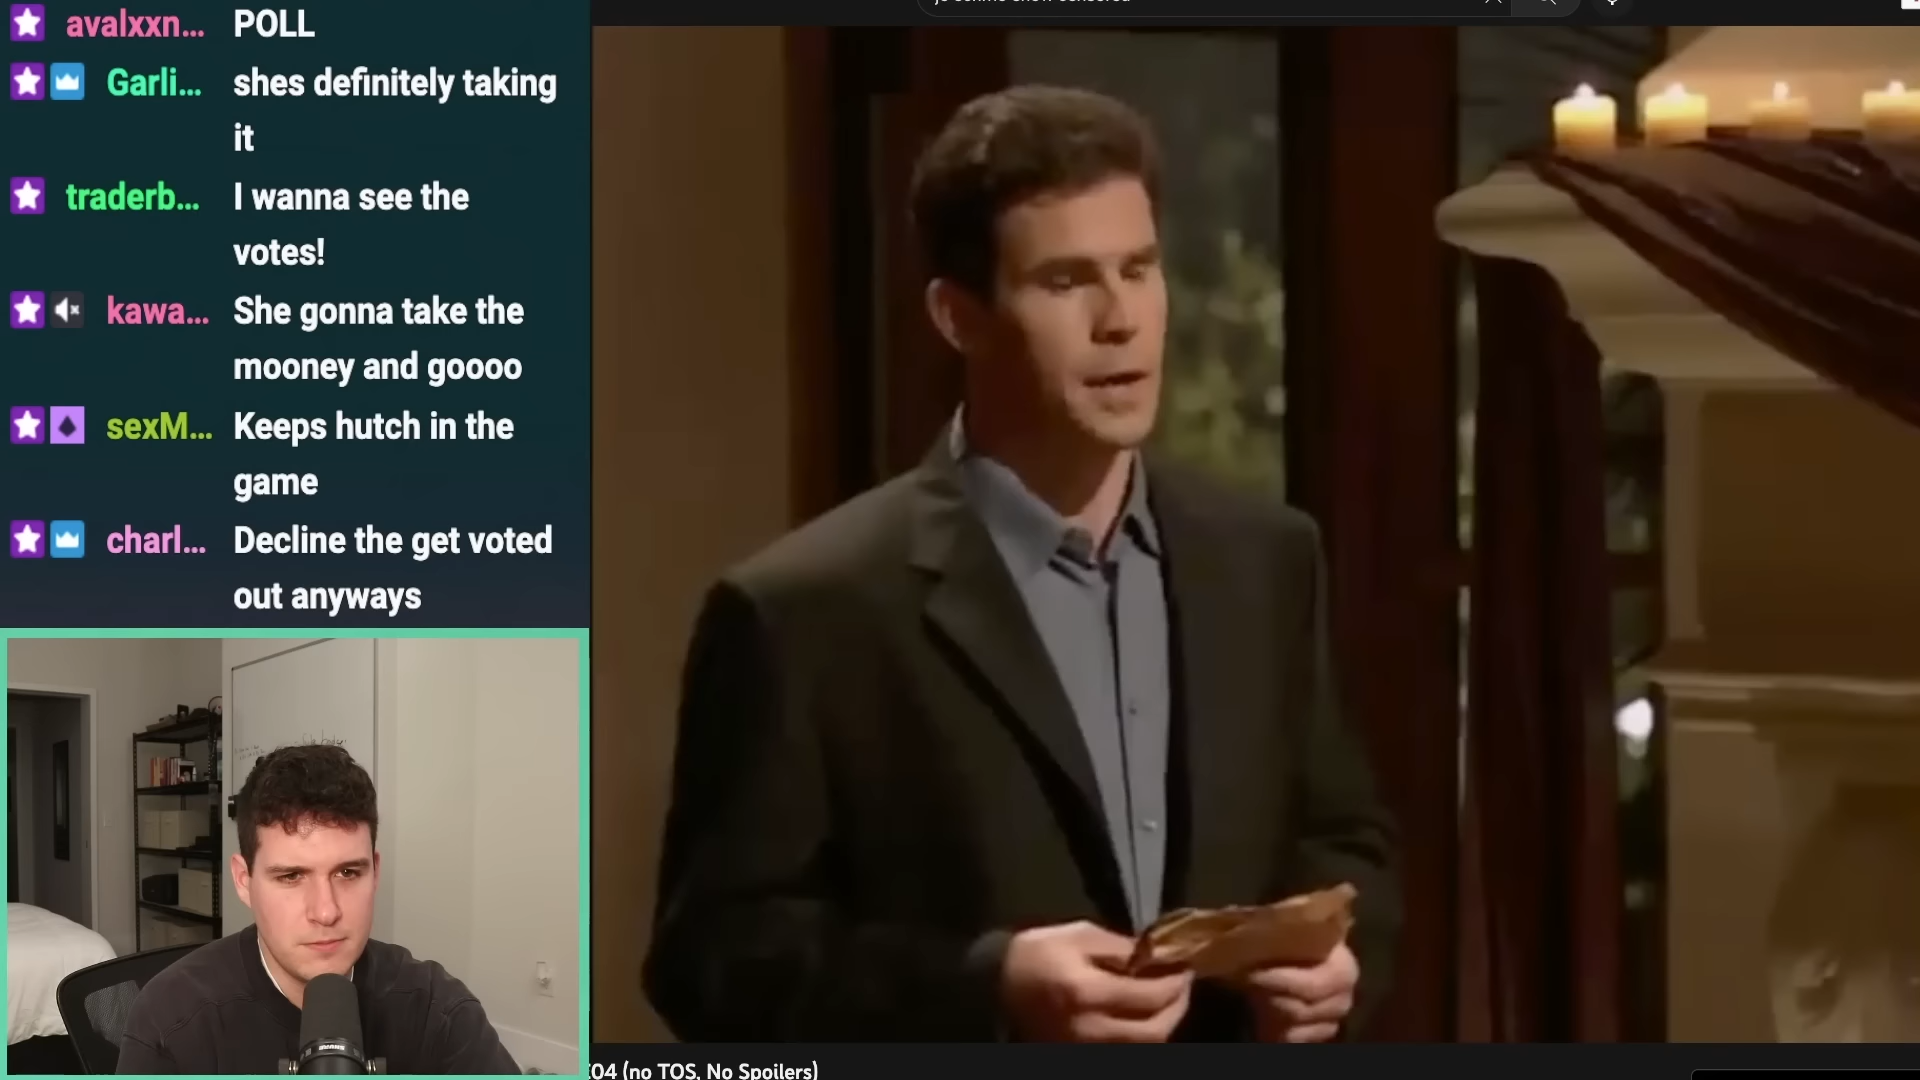 avalxxn... POLL
Garli... shes definitely taking
it
traderb... I wanna see the
votes!
kawa... She gonna take the
mooney and goooo
sexM... Keeps hutch in the
game
charl... Decline the get voted
out anyways
04 (no TOS, No Spoilers)